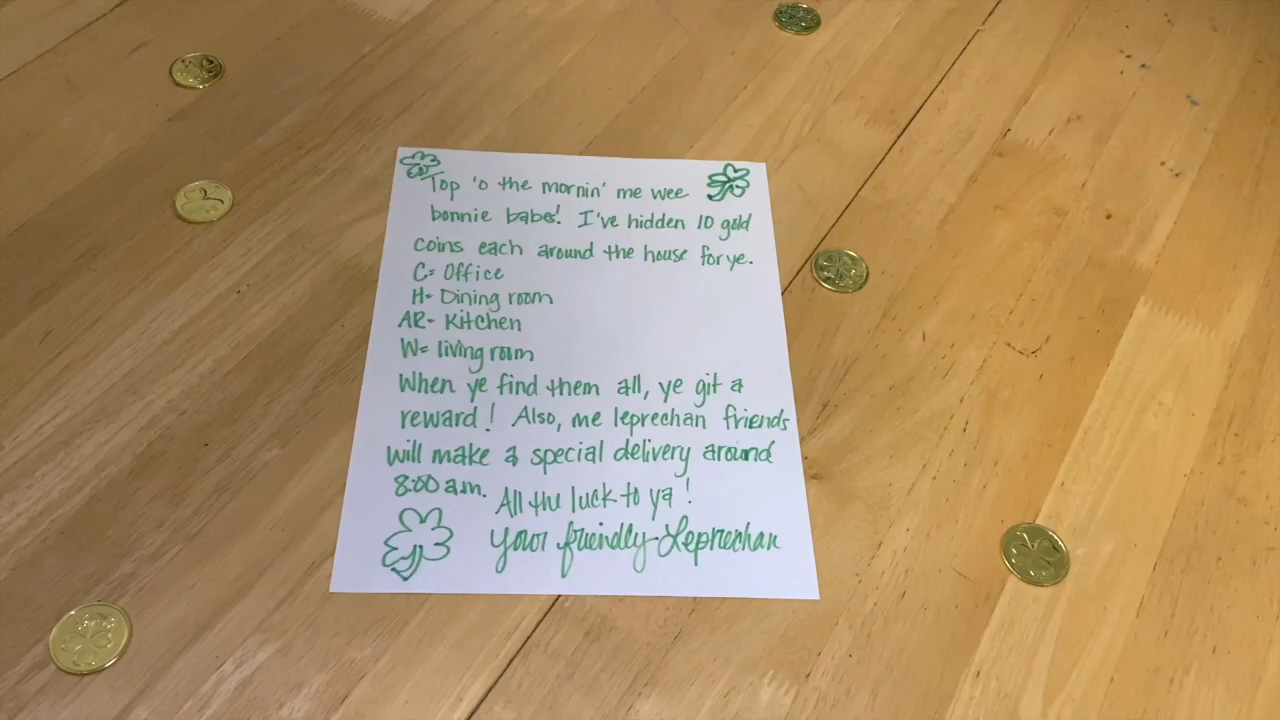 Top 'o the mornin' me wee
bonnie babes! I've hidden 10 gold
coins each around the house for ye.
C= Office
H= Dining room
AR- Kitchen
W= living room
When ye find them all, ye git a
reward! Also, me leprechan friends
will make a special delivery around
8:00 a.m. All the luck to ya!
Your friendly Leprechan